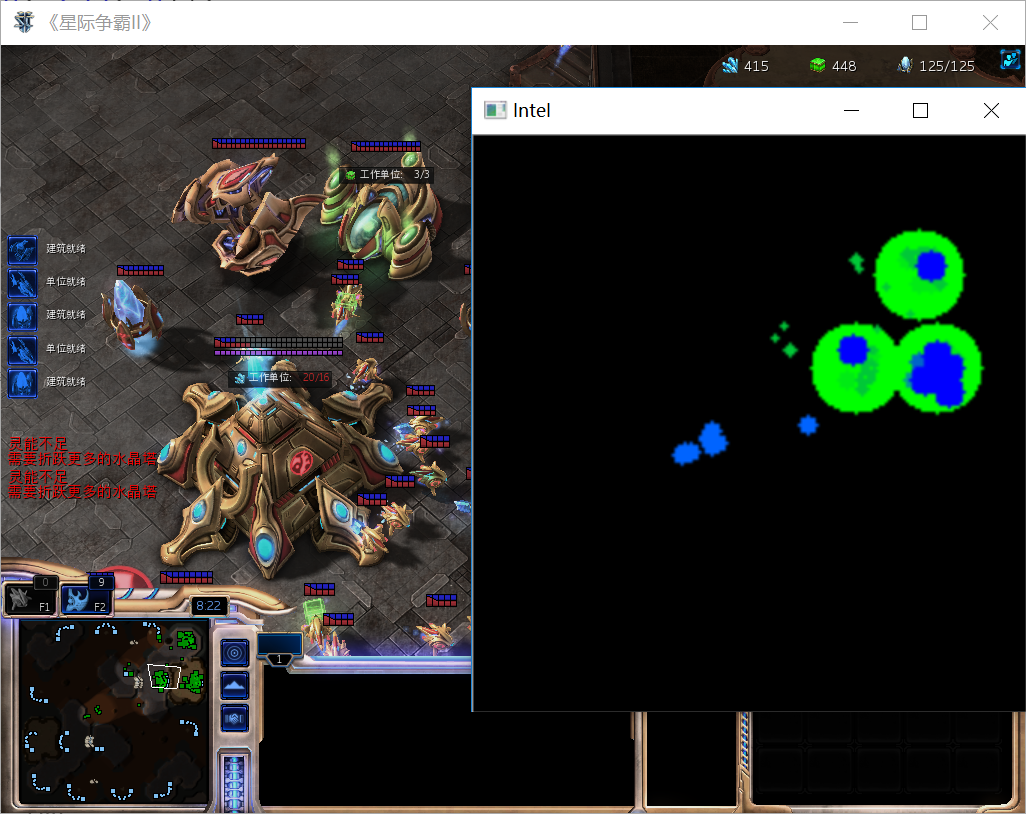 《星际争霸II》
415
448
125/125
Intel
工作单位: 3/3
建筑就绪
单位就绪
建筑就绪
单位就绪
建筑就绪
工作单位: 20/16
灵能不足
需要折跃更多的水晶塔
灵能不足
需要折跃更多的水晶塔
0
F1
9
F2
8:22
1